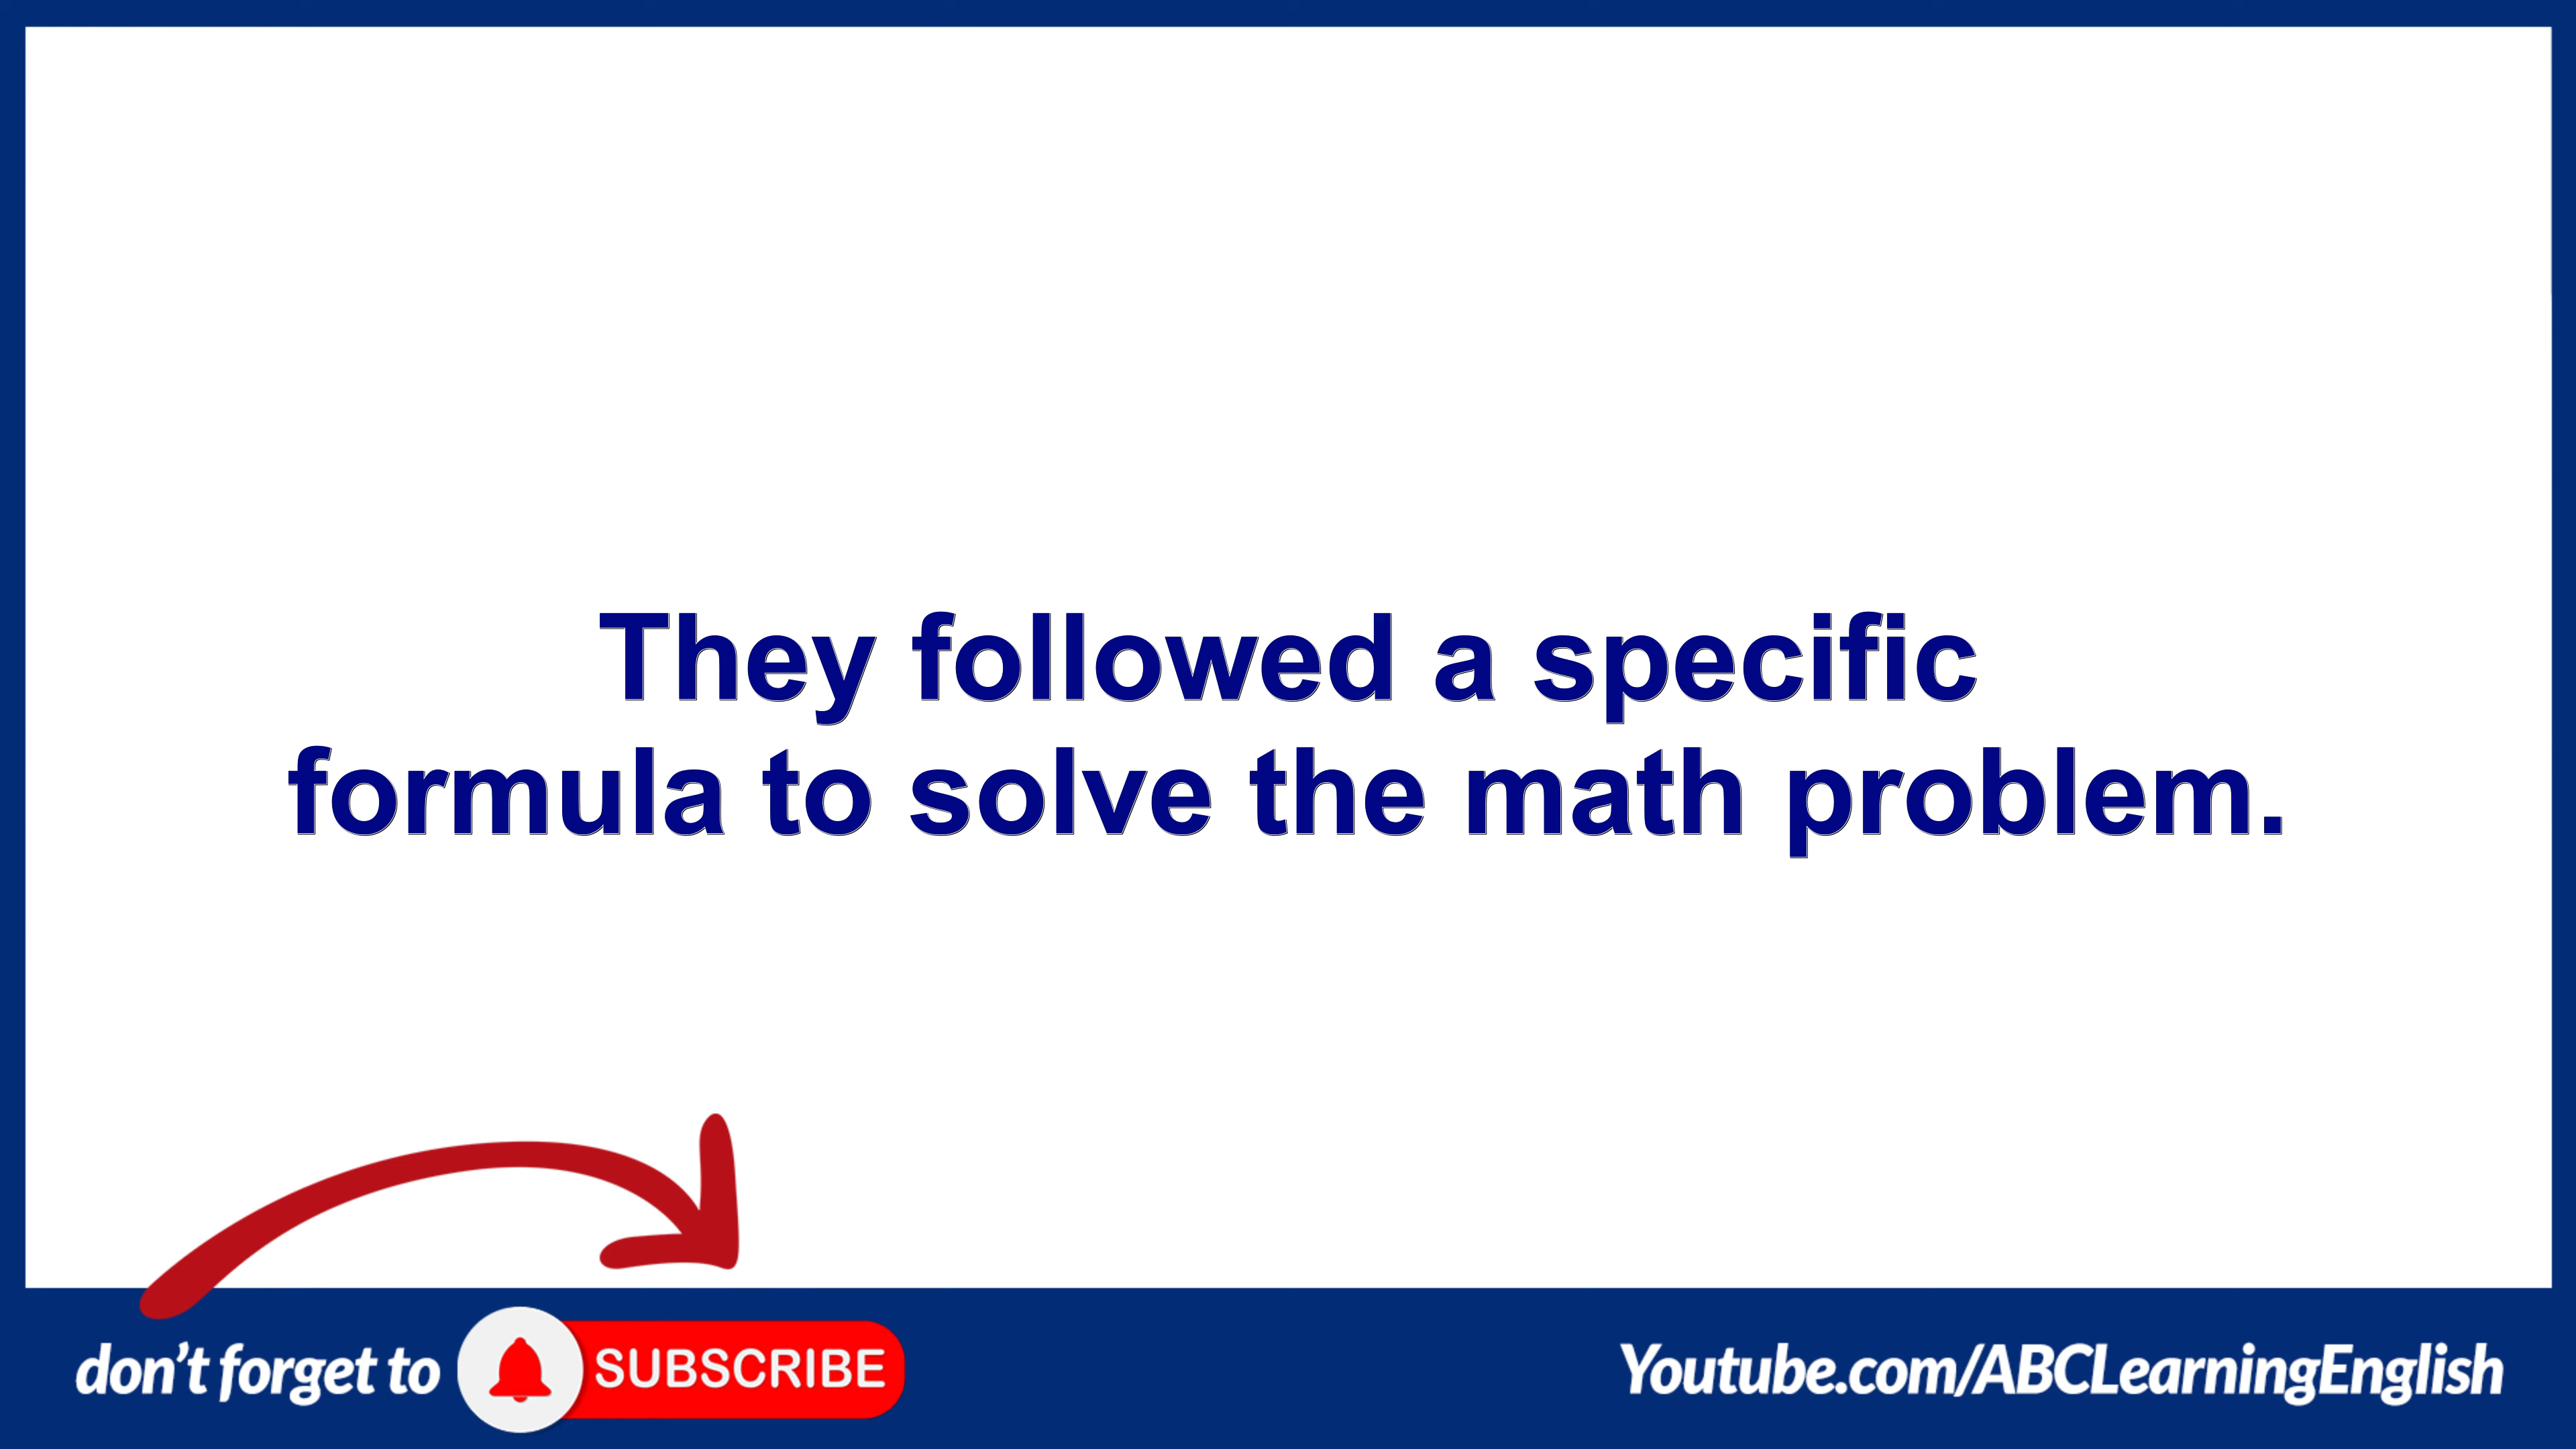 They followed a specific
formula to solve the math problem.
don't forget to SUBSCRIBE
Youtube.com/ABCLearningEnglish